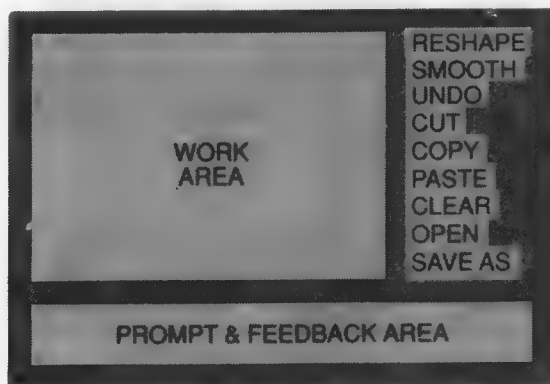 WORK
AREA
RESHAPE
SMOOTH
UNDO
CUT
COPY
PASTE
CLEAR
OPEN
SAVE AS
PROMPT & FEEDBACK AREA